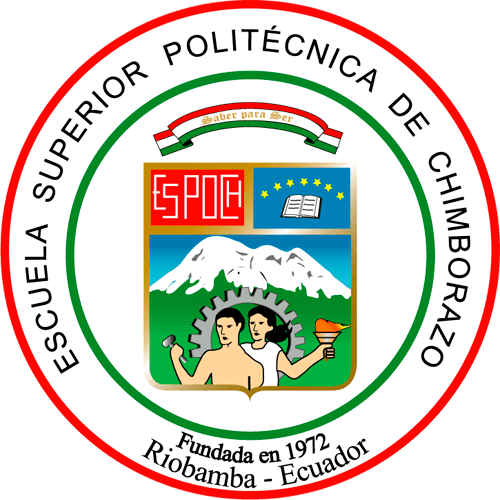 ESCUELA SUPERIOR POLITÉCNICA DE CHIMBORAZO
Saber para Ser
ESPOCH
Fundada en 1972
Riobamba - Ecuador